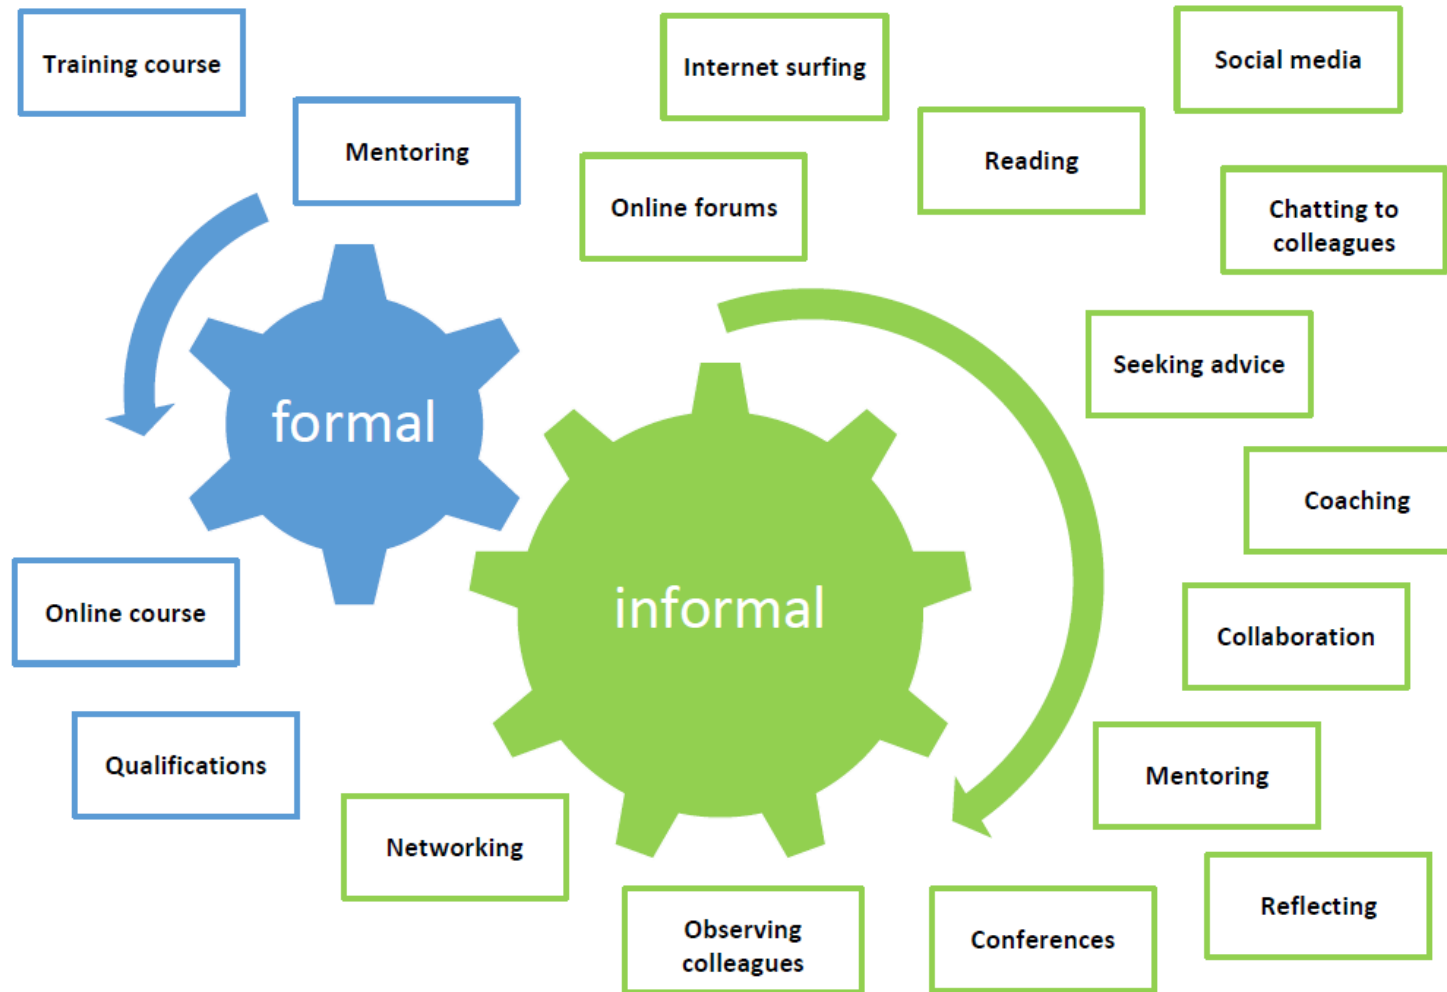 Training course
Mentoring
Internet surfing
Social media
Reading
Online forums
Chatting to
colleagues
Seeking advice
formal
Coaching
Online course
informal
Collaboration
Qualifications
Mentoring
Networking
Reflecting
Observing
colleagues
Conferences